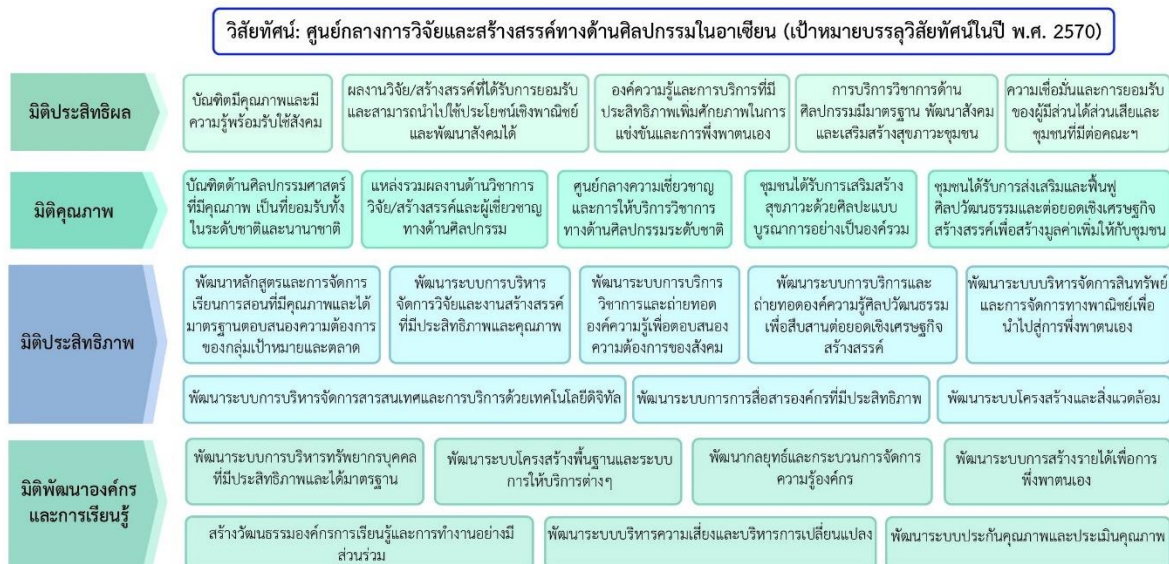 วิสัยทัศน์: ศูนย์กลางการวิจัยและสร้างสรรค์ทางด้านศิลปกรรมในอาเซียน (เป้าหมายบรรลุวิสัยทัศน์ในปี พ.ศ. 2570)
มิติประสิทธิผล
บัณฑิตมีคุณภาพและมี
ความรู้พร้อมรับใช้สังคม
ผลงานวิจัย/สร้างสรรค์ที่ได้รับการยอมรับ
และสามารถนำไปใช้ประโยชน์เชิงพาณิชย์
และพัฒนาสังคมได้
องค์ความรู้และการบริการที่มี
ประสิทธิภาพเพิ่มศักยภาพในการ
แข่งขันและการพึ่งพาตนเอง
การบริการวิชาการด้าน
ศิลปกรรมมีมาตรฐาน พัฒนาสังคม
และเสริมสร้างสุขภาวะชุมชน
ความเชื่อมั่นและการยอมรับ
ของผู้มีส่วนได้ส่วนเสียและ
ชุมชนที่มีต่อคณะฯ
มิติคุณภาพ
บัณฑิตด้านศิลปกรรมศาสตร์
ที่มีคุณภาพ เป็นที่ยอมรับทั้ง
ในระดับชาติและนานาชาติ
แหล่งรวมผลงานด้านวิชาการ
วิจัย/สร้างสรรค์และผู้เชี่ยวชาญ
ทางด้านศิลปกรรม
ศูนย์กลางความเชี่ยวชาญ
และการให้บริการวิชาการ
ทางด้านศิลปกรรมระดับชาติ
ชุมชนได้รับการเสริมสร้าง
สุขภาวะด้วยศิลปะแบบ
บูรณาการอย่างเป็นองค์รวม
ชุมชนได้รับการส่งเสริมและฟื้นฟู
ศิลปวัฒนธรรมและต่อยอดเชิงเศรษฐกิจ
สร้างสรรค์เพื่อสร้างมูลค่าเพิ่มให้กับชุมชน
มิติประสิทธิภาพ
พัฒนาหลักสูตรและการจัดการ
เรียนการสอนที่มีคุณภาพและได้
มาตรฐานตอบสนองความต้องการ
ของกลุ่มเป้าหมายและตลาด
พัฒนาระบบการบริหาร
จัดการวิจัยและงานสร้างสรรค์
ที่มีประสิทธิภาพและคุณภาพ
พัฒนาระบบการบริการ
วิชาการและถ่ายทอด
องค์ความรู้เพื่อตอบสนอง
ความต้องการของสังคม
พัฒนาระบบการบริการและ
ถ่ายทอดองค์ความรู้ศิลปวัฒนธรรม
เพื่อสืบสานต่อยอดเชิงเศรษฐกิจ
สร้างสรรค์
พัฒนาระบบบริหารจัดการสินทรัพย์
และการจัดการทางพาณิชย์เพื่อ
นำไปสู่การพึ่งพาตนเอง
พัฒนาระบบการบริหารจัดการสารสนเทศและการบริการด้วยเทคโนโลยีดิจิทัล
พัฒนาระบบการการสื่อสารองค์กรที่มีประสิทธิภาพ
พัฒนาระบบโครงสร้างและสิ่งแวดล้อม
มิติพัฒนาองค์กร
และการเรียนรู้
พัฒนาระบบการบริหารทรัพยากรบุคคล
ที่มีประสิทธิภาพและได้มาตรฐาน
พัฒนาระบบโครงสร้างพื้นฐานและระบบ
การให้บริการต่างๆ
พัฒนากลยุทธ์และกระบวนการจัดการ
ความรู้องค์กร
พัฒนาระบบการสร้างรายได้เพื่อการ
พึ่งพาตนเอง
สร้างวัฒนธรรมองค์กรการเรียนรู้และการทำงานอย่างมี
ส่วนร่วม
พัฒนาระบบบริหารความเสี่ยงและบริหารการเปลี่ยนแปลง
พัฒนาระบบประกันคุณภาพและประเมินคุณภาพ